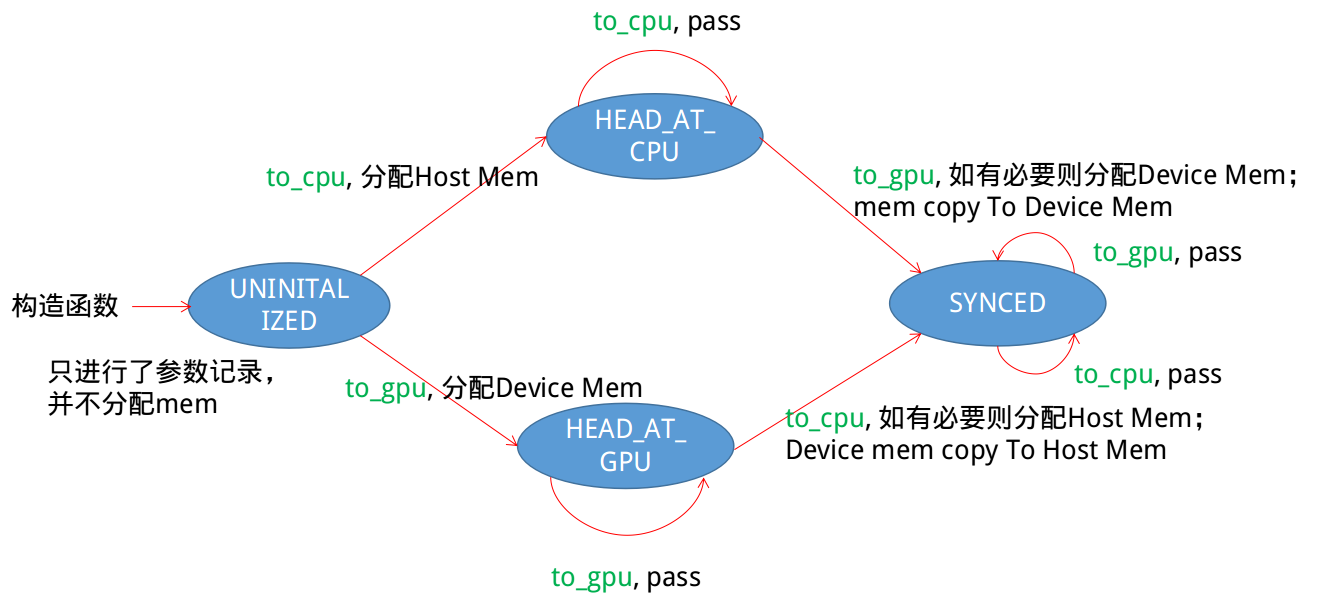 to_cpu, pass
HEAD_AT_
CPU
to_cpu, 分配Host Mem
to_gpu, 如有必要则分配Device Mem；
mem copy To Device Mem
to_gpu, pass
构造函数
UNINITAL
IZED
SYNCED
只进行了参数记录，
并不分配mem
to_gpu, 分配Device Mem
to_cpu, pass
HEAD_AT_
GPU
to_cpu, 如有必要则分配Host Mem；
Device mem copy To Host Mem
to_gpu, pass